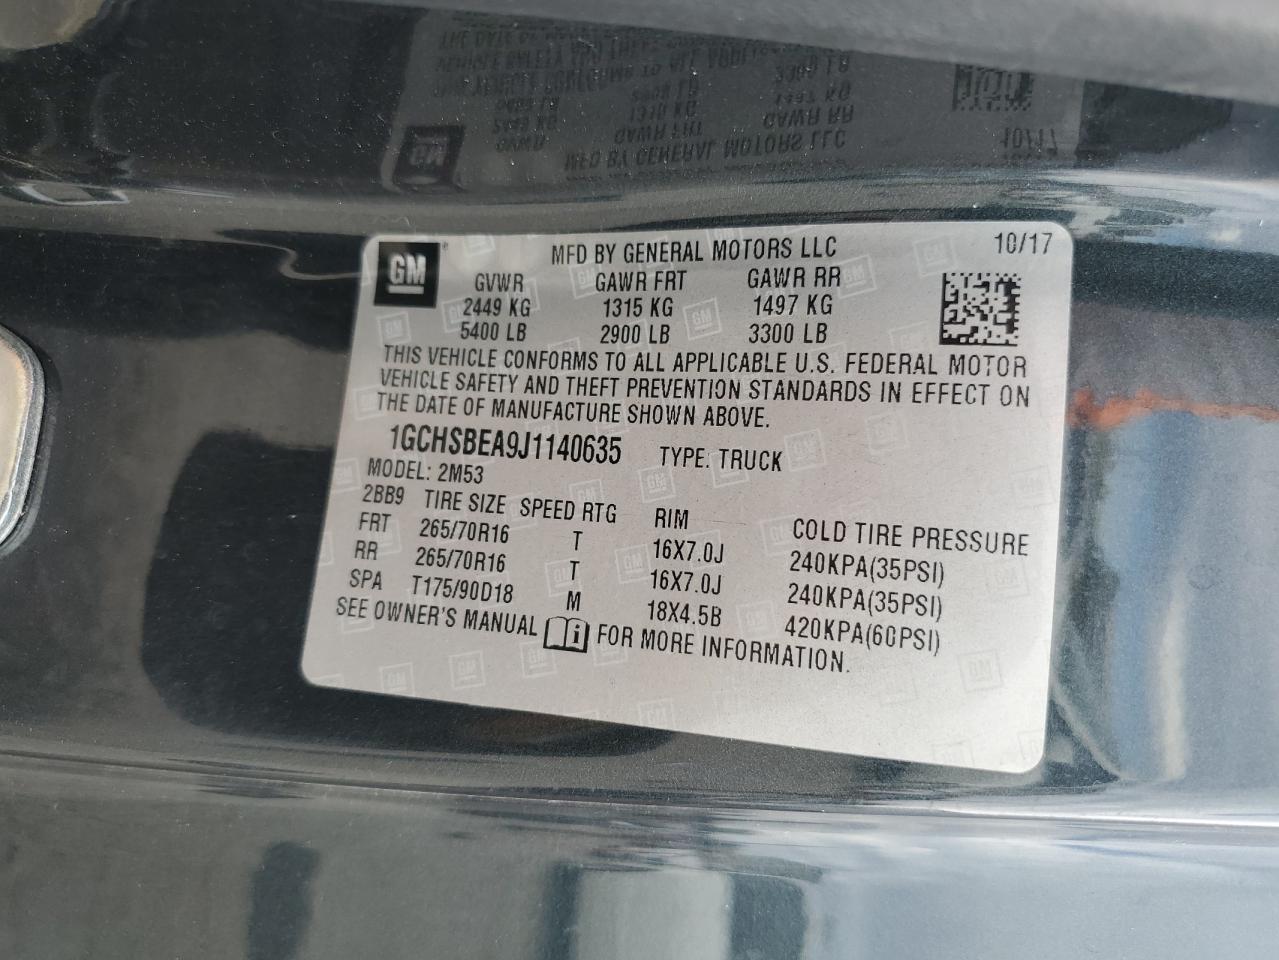 GM
MFD BY GENERAL MOTORS LLC 10/17
GVWR GAWR FRT GAWR RR
2449 KG 1315 KG 1497 KG
5400 LB 2900 LB 3300 LB
THIS VEHICLE CONFORMS TO ALL APPLICABLE U.S. FEDERAL MOTOR
VEHICLE SAFETY AND THEFT PREVENTION STANDARDS IN EFFECT ON
THE DATE OF MANUFACTURE SHOWN ABOVE.
1GCHSBEA9J1140635 TYPE: TRUCK
MODEL: 2M53
2BB9 TIRE SIZE SPEED RTG RIM COLD TIRE PRESSURE
FRT 265/70R16 T 16X7.0J 240KPA(35PSI)
RR 265/70R16 T 16X7.0J 240KPA(35PSI)
SPA T175/90D18 M 18X4.5B 420KPA(60PSI)
SEE OWNER'S MANUAL FOR MORE INFORMATION.